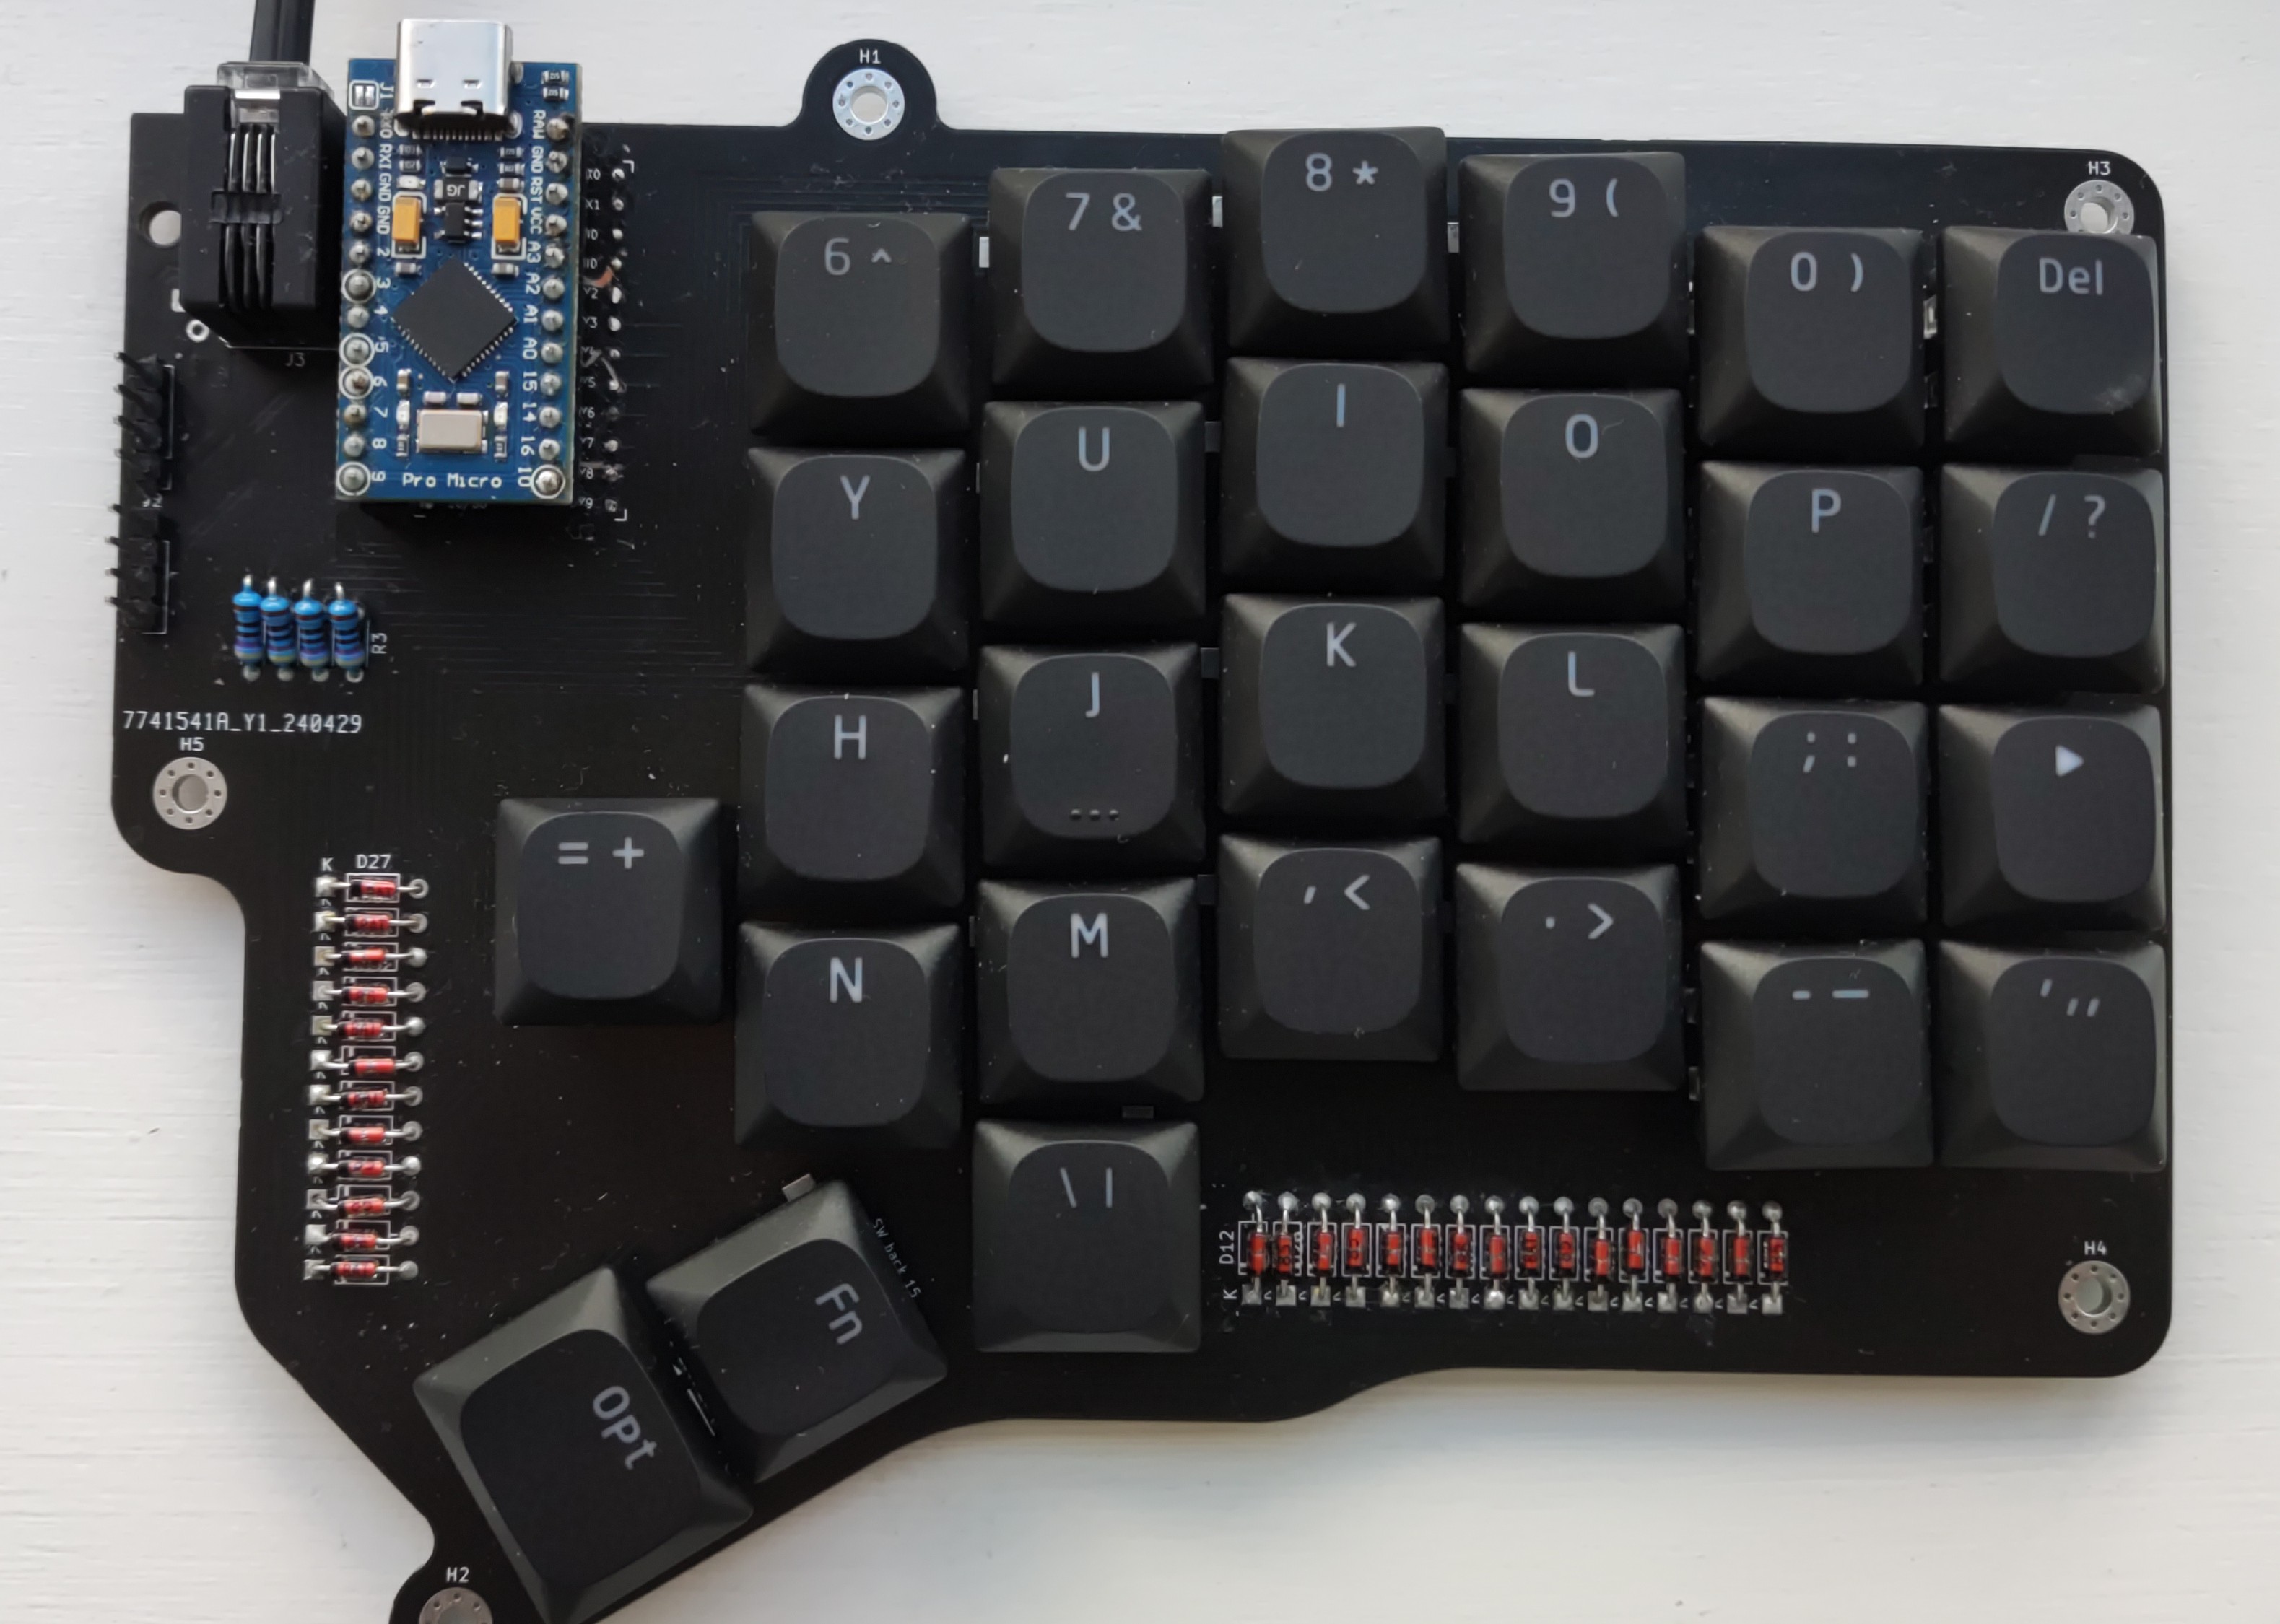 H1
H3
J1
RAW
RXI
GND
GND
GND
RST
VCC
A3
A2
A1
A0
15
14
16
10
2
3
4
5
6
7
8
9
JG
Pro Micro
J3
R3
7741541A_Y1_240429
H5
6 ^
7 &
8 *
9 (
0 )
Del
Y
U
I
O
P
/ ?
H
J
K
L
; :
= +
N
M
, <
. >
- _
' "
\ |
Fn
Opt
K D27
SW back 15
D12
K
H4
H2